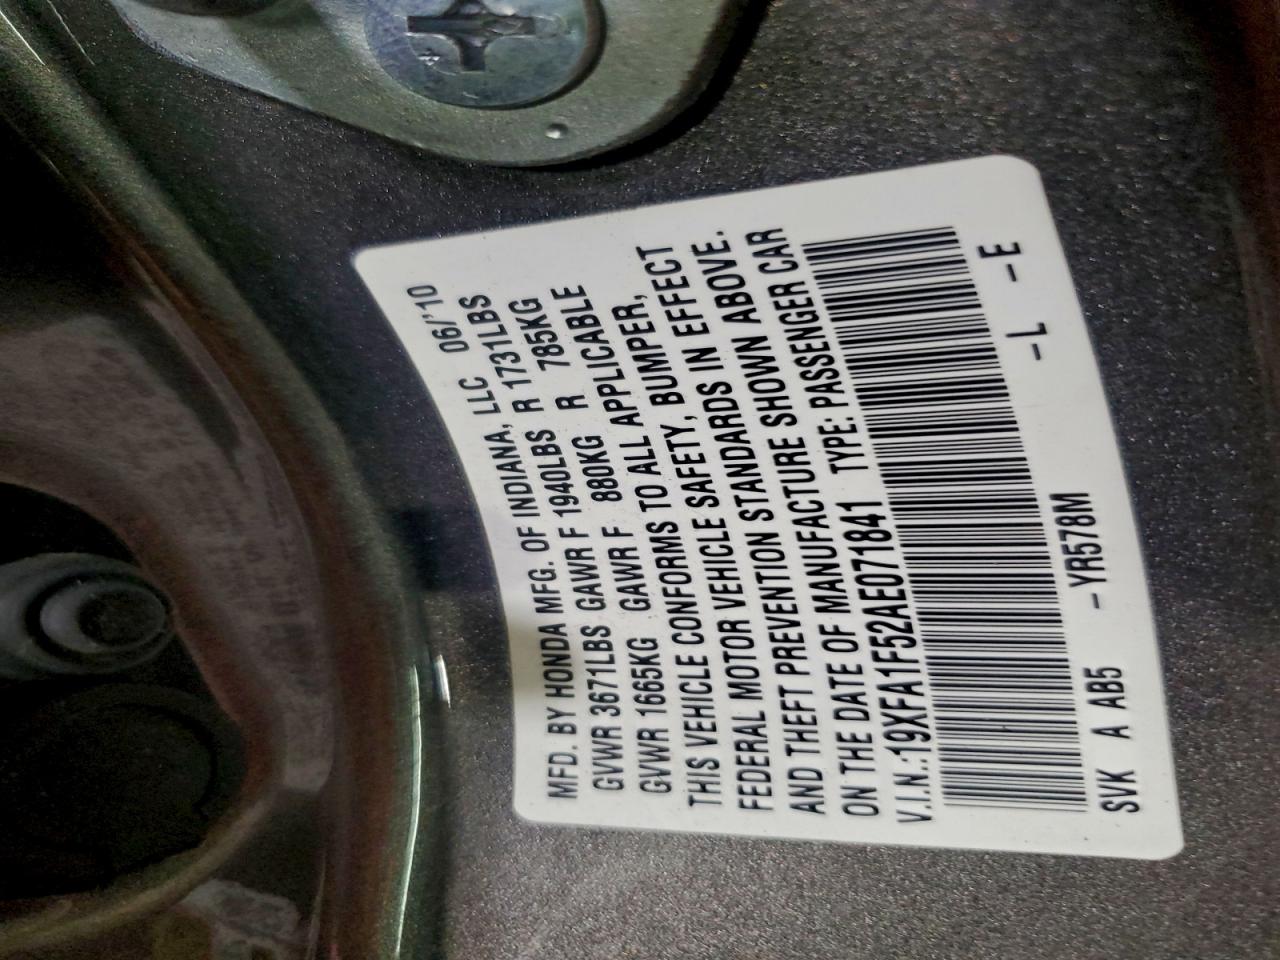 MFD. BY HONDA MFG. OF INDIANA, LLC 06/'10
GVWR 3671LBS GAWR F 1940LBS R 1731LBS
GVWR 1665KG GAWR F 880KG R 785KG
THIS VEHICLE CONFORMS TO ALL APPLICABLE
FEDERAL MOTOR VEHICLE SAFETY, BUMPER,
AND THEFT PREVENTION STANDARDS IN EFFECT
ON THE DATE OF MANUFACTURE SHOWN ABOVE.
V.I.N.:19XFA1F52AE071841 TYPE: PASSENGER CAR
SVK A AB5 - YR578M -L -E